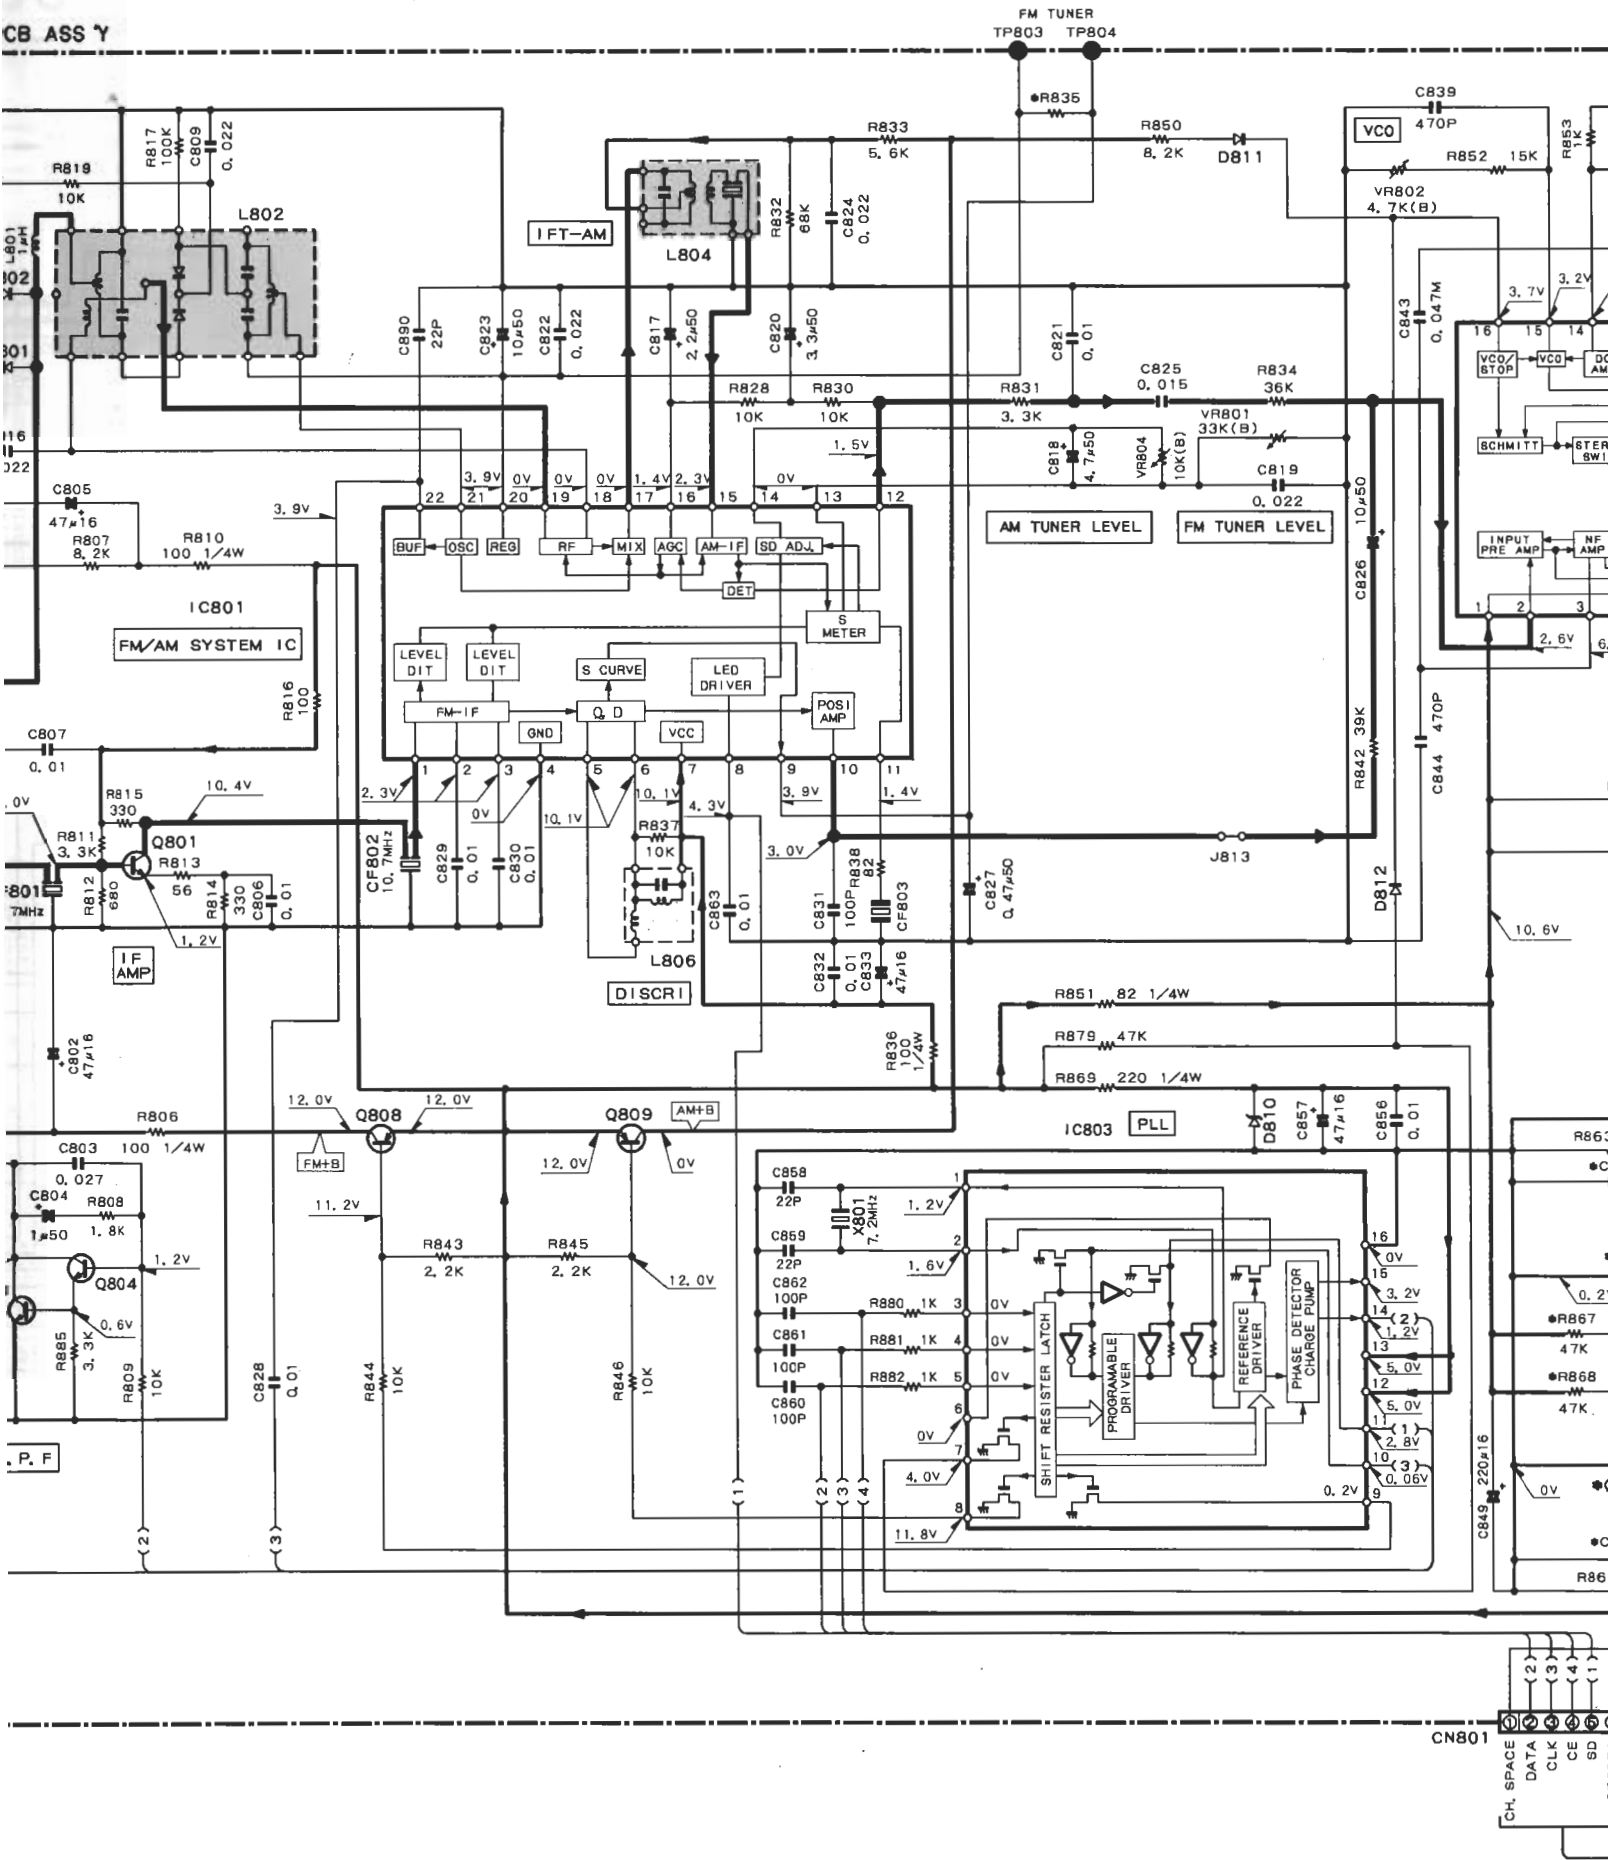 CB ASS'Y
FM TUNER
TP803 TP804
*R835
C839
470P
VCO
R852 15K
R853
1K
VR802
4.7K(B)
R817
100K
C809
0.022
R819
10K
L801
1μH
L802
R833
5.6K
R850
8.2K
D811
IFT-AM
L804
R832
68K
C824
0.022
3.7V
3.2V
16 15 14
VCO/
STOP
VCO
SCHMITT
C843
0.047M
C890
22P
C823
10μ50
C822
0.022
C817
2.2μ50
C820
3.3μ50
C821
0.01
C825
0.015
R834
36K
VR801
33K(B)
R828
10K
R830
10K
R831
3.3K
1.5V
C818
4.7μ50
VR804
10K(B)
C819
0.022
AM TUNER LEVEL
FM TUNER LEVEL
10μ50
C826
INPUT
PRE AMP
NF
AMP
1 2 3
2.6V
C805
47μ16
R807
8.2K
R810
100 1/4W
3.9V
3.9V 0V 0V 0V 1.4V 2.3V 0V
22 21 20 19 18 17 16 15 14 13 12
BUF OSC REG RF MIX AGC AM-IF SD ADJ.
DET
S
METER
LEVEL
DIT
LEVEL
DIT
S CURVE
LED
DRIVER
FM-IF
Q.D
POSI
AMP
GND
VCC
1 2 3 4 5 6 7 8 9 10 11
IC801
FM/AM SYSTEM IC
R816
100
C807
0.01
R815
330
10.4V
Q801
R811
3.3K
R813
56
R812
680
R814
330
C806
0.01
1.2V
IF
AMP
CF802
10.7MHz
2.3V
0V
10.1V
10.1V
4.3V
3.9V
1.4V
3.0V
C829
0.01
C830
0.01
R837
10K
L806
DISCRI
C863
0.01
C831
100P
R838
82
CF803
C832
0.01
C833
47μ16
C827
0.47μ50
J813
R842 39K
C844 470P
D812
10.6V
R836
100
1/4W
R851 82 1/4W
R879 47K
R869 220 1/4W
C802
47μ16
R806
100 1/4W
12.0V
Q808
12.0V
FM+B
Q809
AM+B
12.0V
0V
11.2V
R843
2.2K
R845
2.2K
12.0V
C803
0.027
C804
1μ50
R808
1.8K
Q804
1.2V
0.6V
R885
3.3K
R809
10K
C828
0.01
R844
10K
R846
10K
.P.F
IC803 PLL
D810
C857
47μ16
C856
0.01
C858
22P
X801
7.2MHz
C859
22P
C862
100P
C861
100P
C860
100P
R880 1K
R881 1K
R882 1K
1 1.2V
2 1.6V
3 0V
4 0V
5 0V
6 0V
7 4.0V
8 11.8V
SHIFT RESISTER LATCH
PROGRAMABLE
DRIVER
REFERENCE
DRIVER
PHASE DETECTOR
CHARGE PUMP
16 0V
15 3.2V
14 (2) 1.2V
13 5.0V
12 5.0V
11 (1) 2.8V
10 (3) 0.06V
9 0.2V
R863
*R867
47K
*R868
47K
C849 220μ16
0V
(2) (3) (1) (2) (3) (4)
(2) (3) (4) (1)
CN801
1 2 3 4 5
CH. SPACE
DATA
CLK
CE
SD